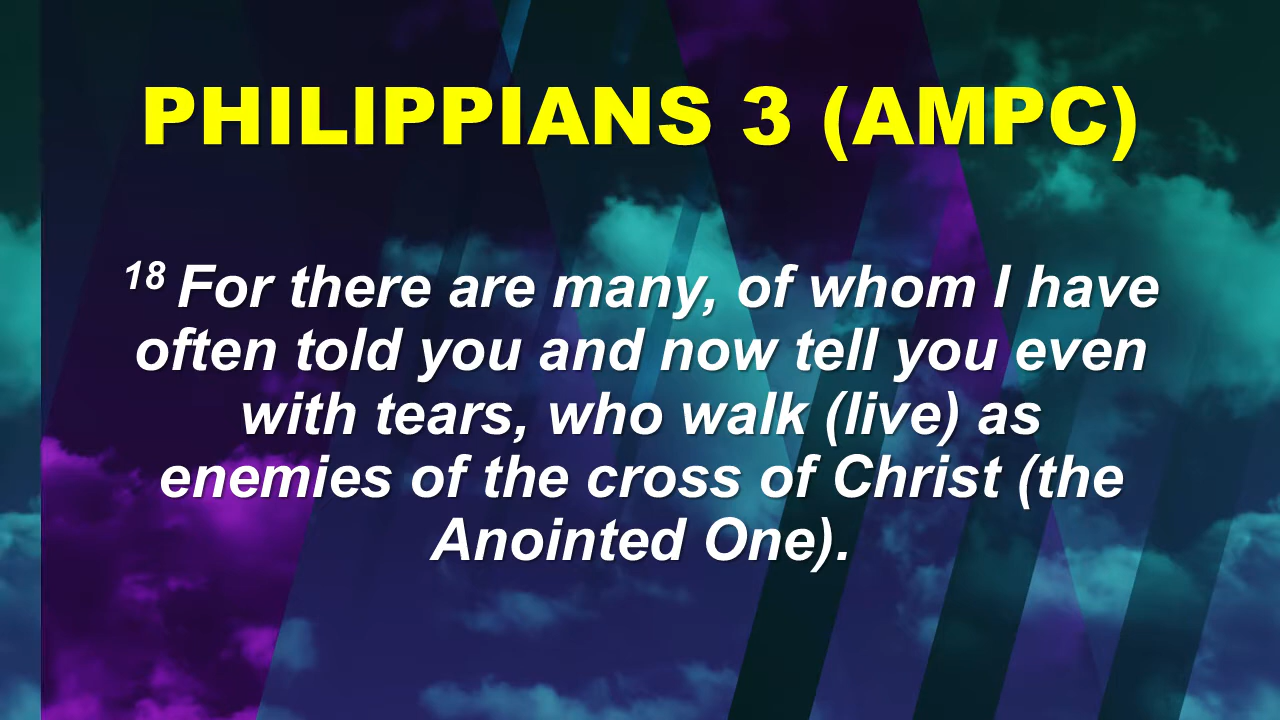 PHILIPPIANS 3 (AMPC)
18 For there are many, of whom I have
often told you and now tell you even
with tears, who walk (live) as
enemies of the cross of Christ (the
Anointed One).